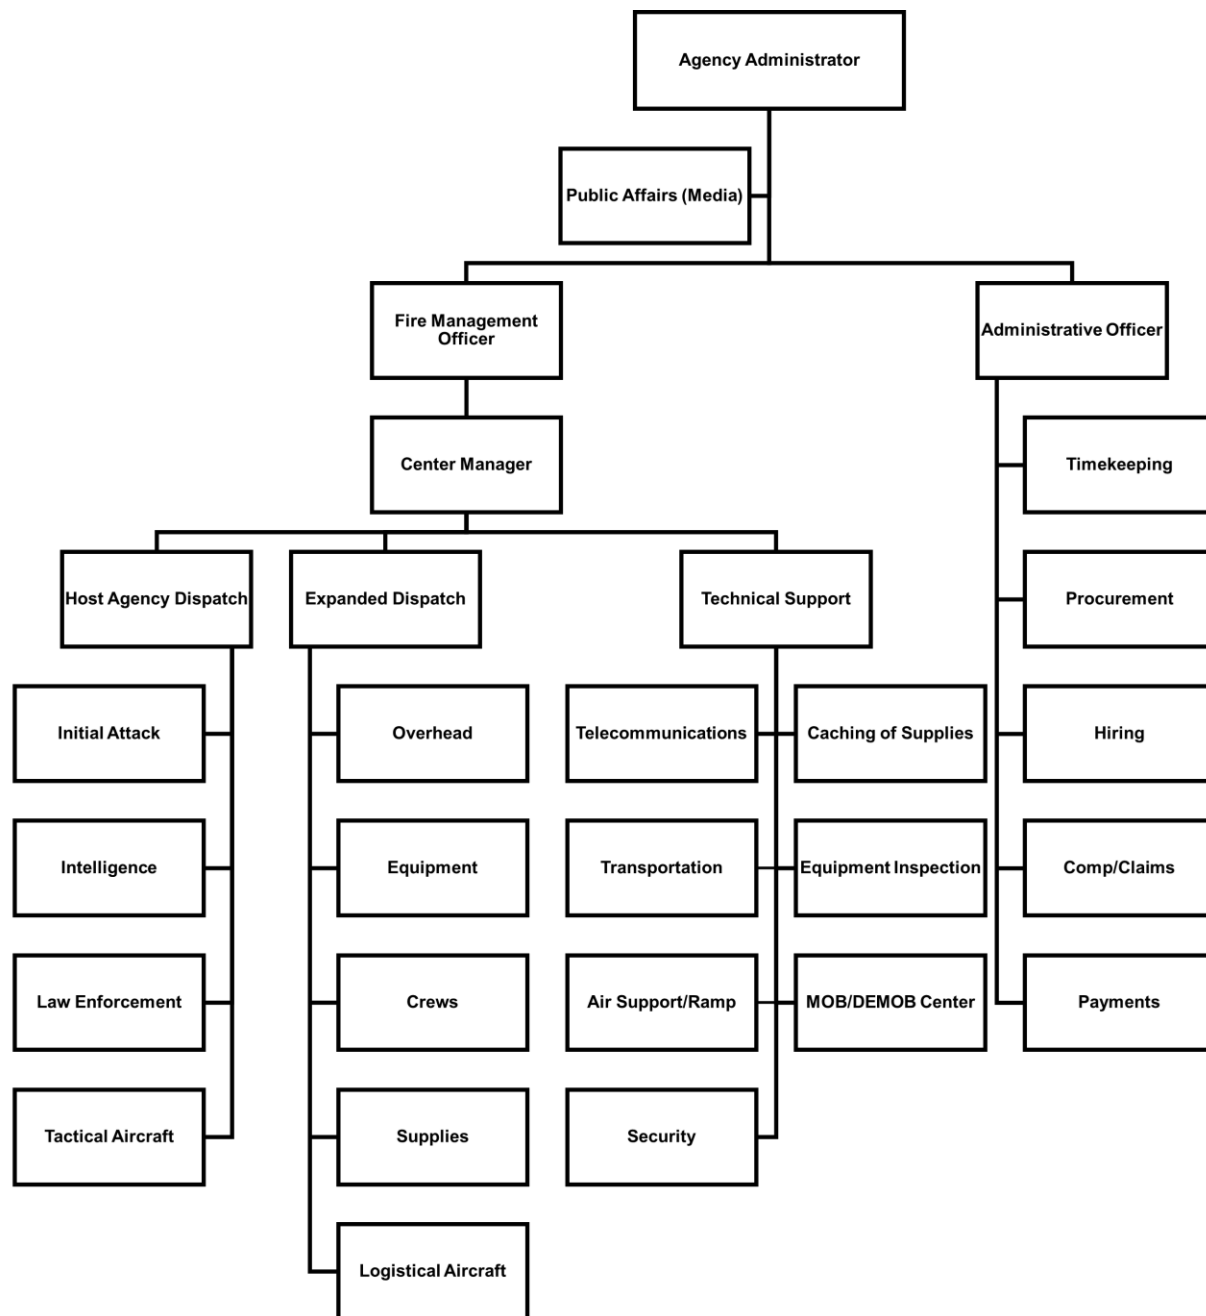 Agency Administrator
Public Affairs (Media)
Fire Management
Officer
Administrative Officer
Center Manager
Timekeeping
Host Agency Dispatch
Expanded Dispatch
Technical Support
Procurement
Initial Attack
Overhead
Telecommunications
Caching of Supplies
Hiring
Intelligence
Equipment
Transportation
Equipment Inspection
Comp/Claims
Law Enforcement
Crews
Air Support/Ramp
MOB/DEMOB Center
Payments
Tactical Aircraft
Supplies
Security
Logistical Aircraft